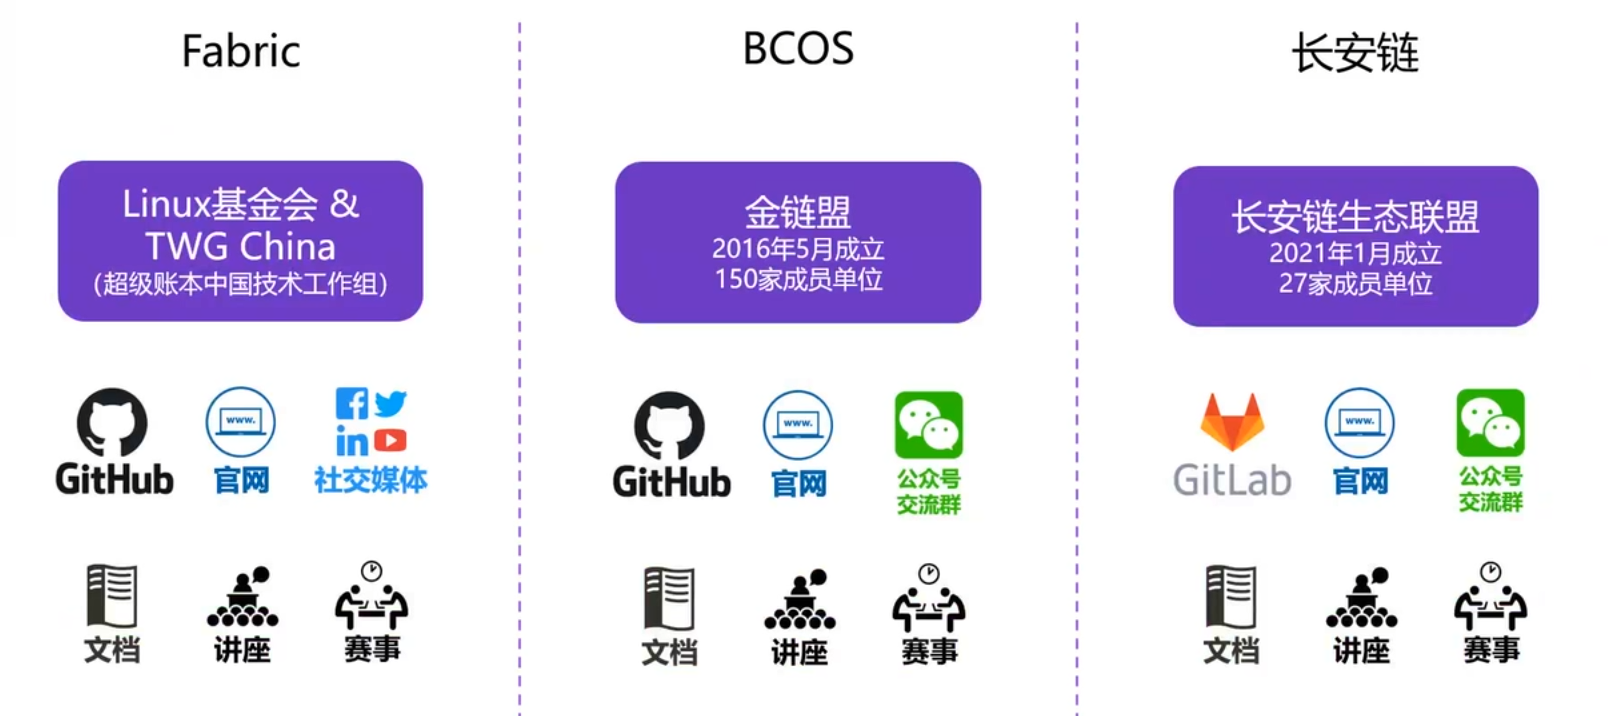 Fabric
Linux基金会 &
TWG China
（超级账本中国技术工作组）
GitHub
www.
官网
社交媒体
文档
讲座
赛事
BCOS
金链盟
2016年5月成立
150家成员单位
GitHub
www.
官网
公众号
交流群
文档
讲座
赛事
长安链
长安链生态联盟
2021年1月成立
27家成员单位
GitLab
www.
官网
公众号
交流群
文档
讲座
赛事